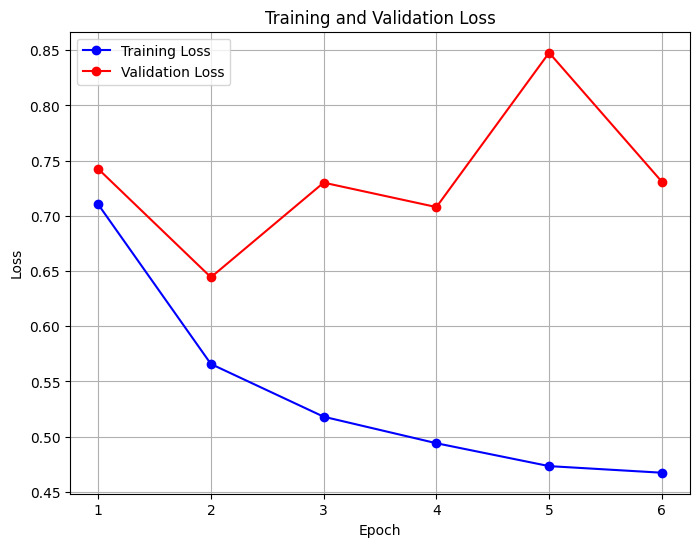 Training and Validation Loss
Training Loss
Validation Loss
0.85
0.80
0.75
0.70
0.65
0.60
0.55
0.50
0.45
Loss
1 2 3 4 5 6
Epoch